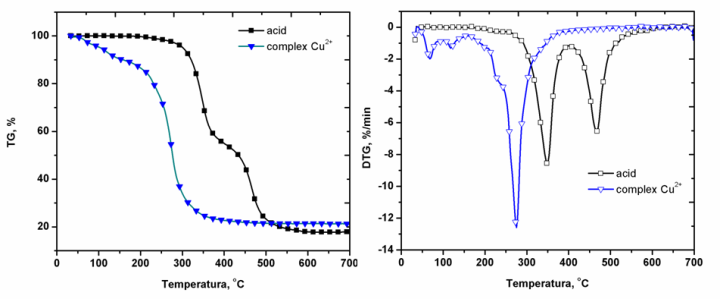 100
80
60
40
20
TG, %
acid
complex Cu²⁺
0 100 200 300 400 500 600 700
Temperatura, °C
0
-2
-4
-6
-8
-10
-12
-14
DTG, %/min
acid
complex Cu²⁺
0 100 200 300 400 500 600 700
Temperatura, °C